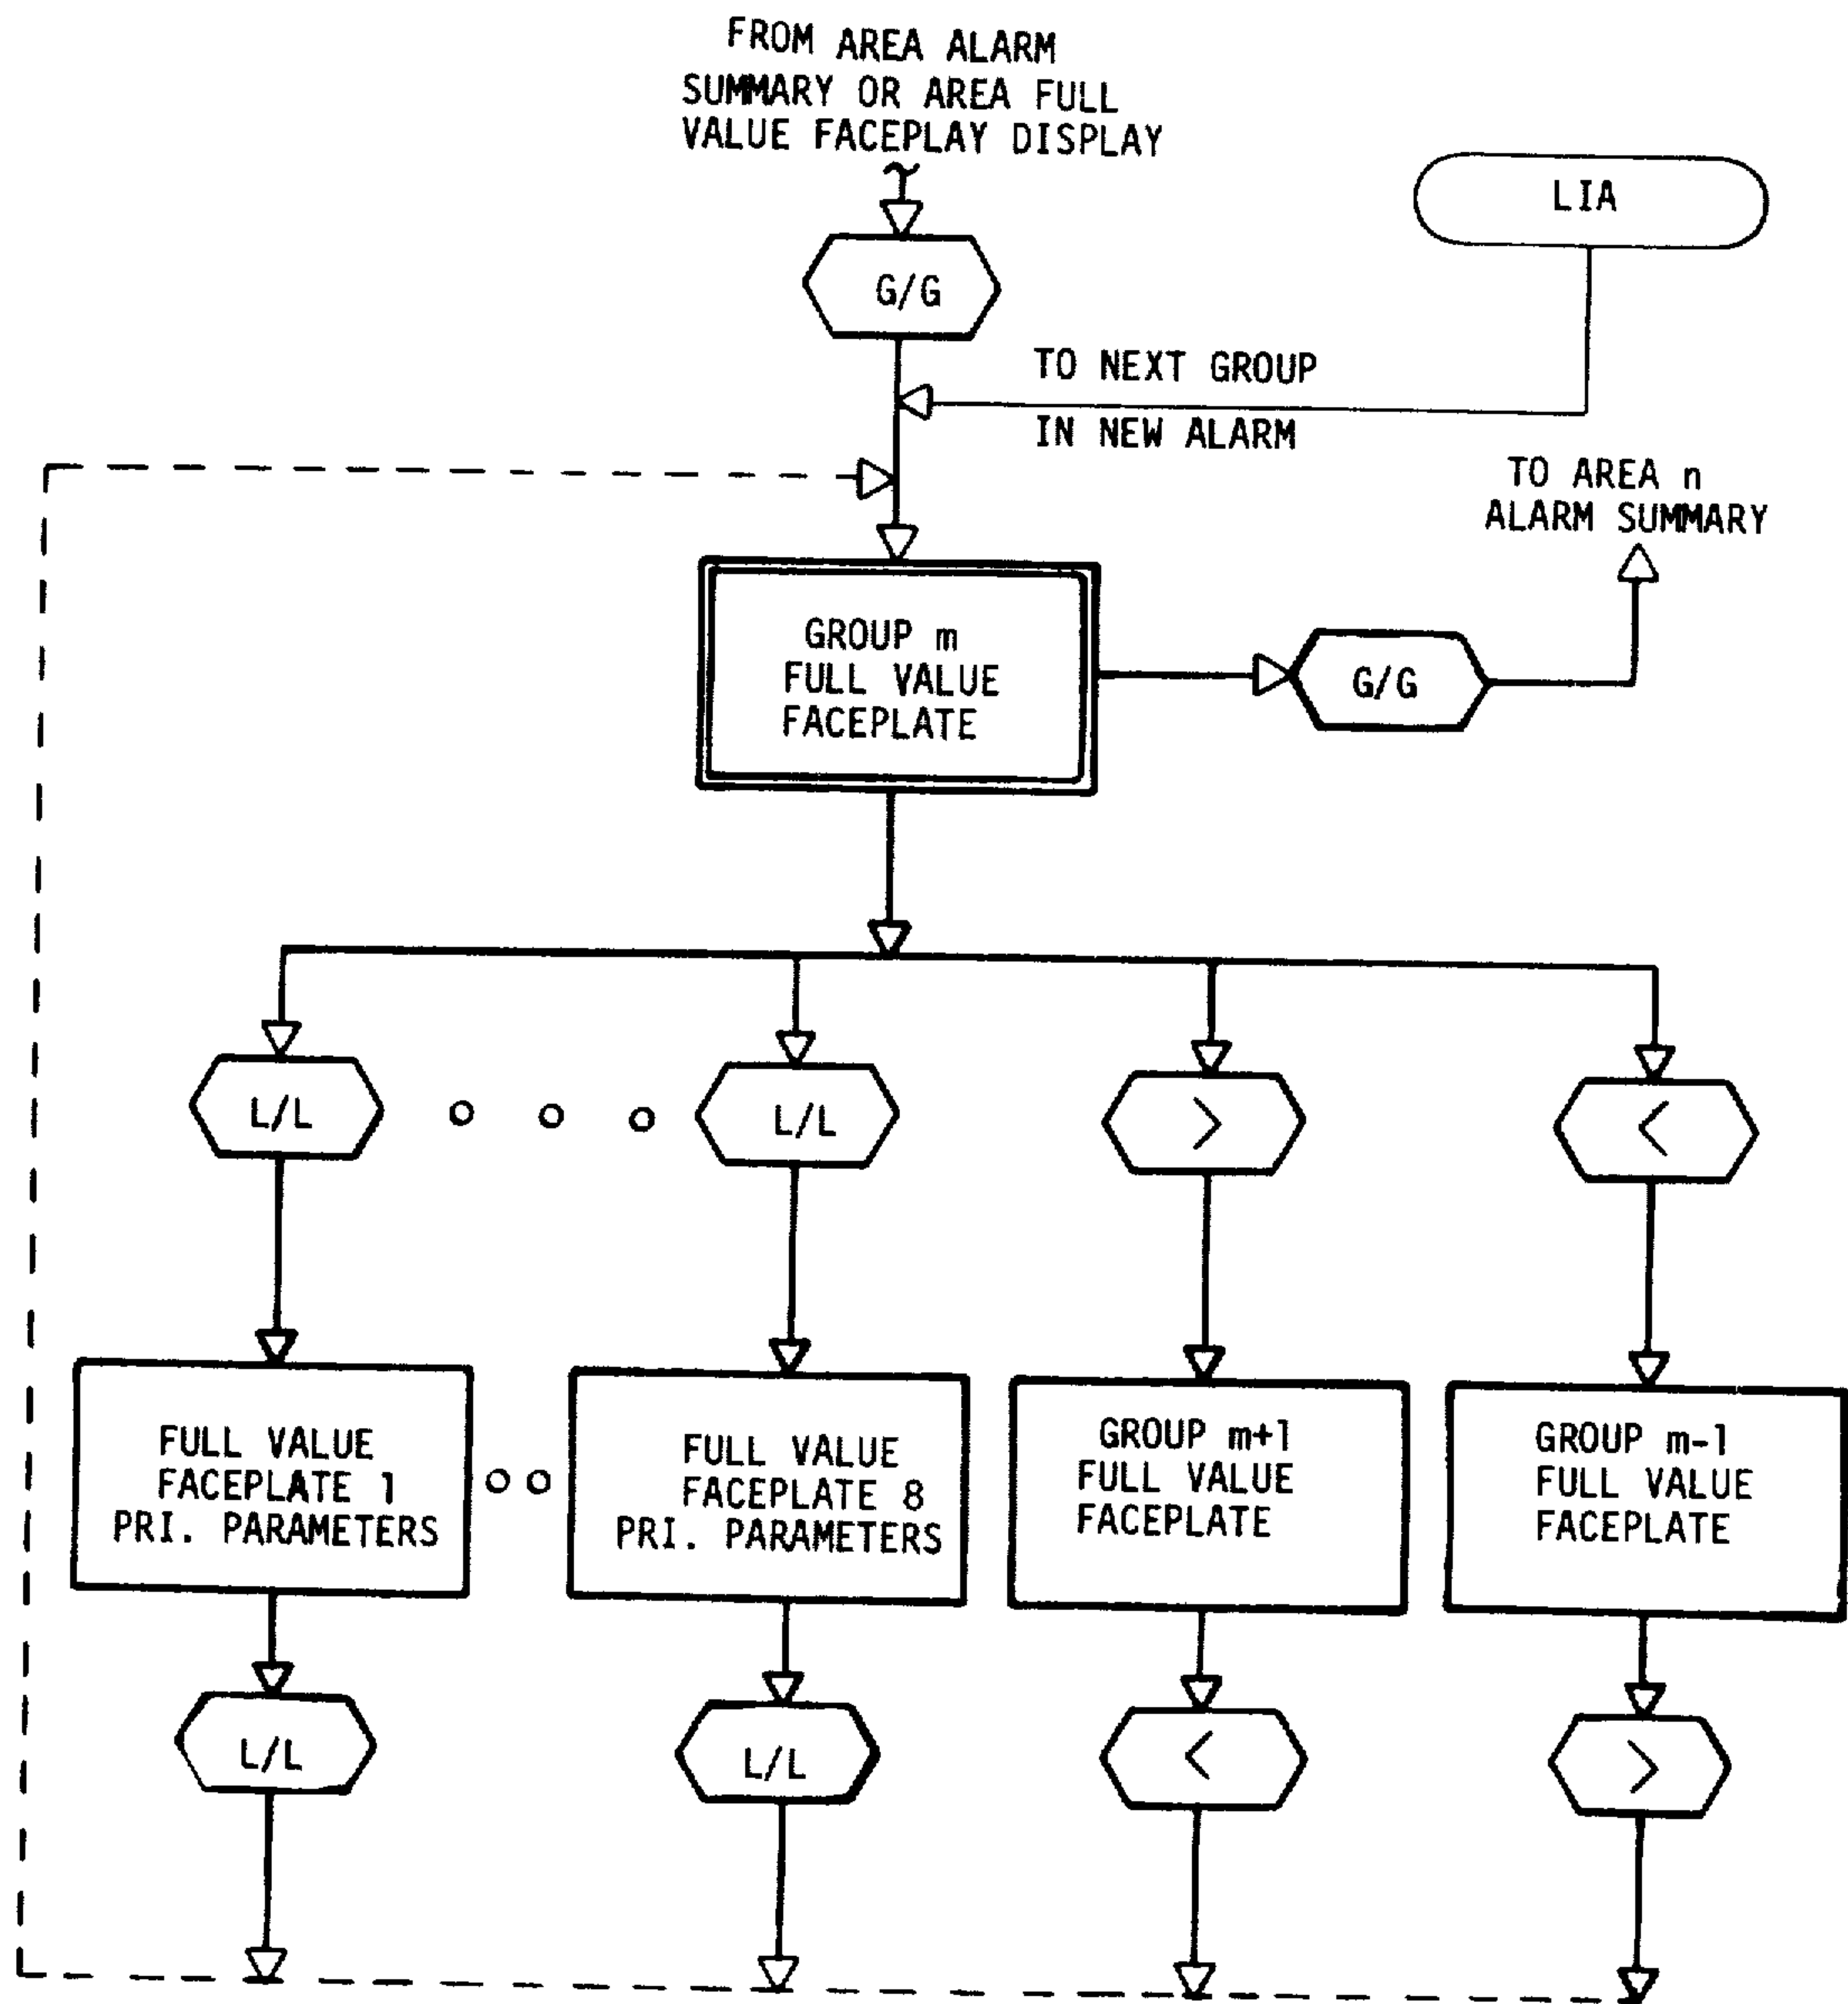 FROM AREA ALARM
SUMMARY OR AREA FULL
VALUE FACEPLAY DISPLAY
LIA
G/G
TO NEXT GROUP
IN NEW ALARM
TO AREA n
ALARM SUMMARY
GROUP m
FULL VALUE
FACEPLATE
G/G
L/L
L/L
>
<
FULL VALUE
FACEPLATE 1
PRI. PARAMETERS
FULL VALUE
FACEPLATE 8
PRI. PARAMETERS
GROUP m+1
FULL VALUE
FACEPLATE
GROUP m-1
FULL VALUE
FACEPLATE
L/L
L/L
<
>